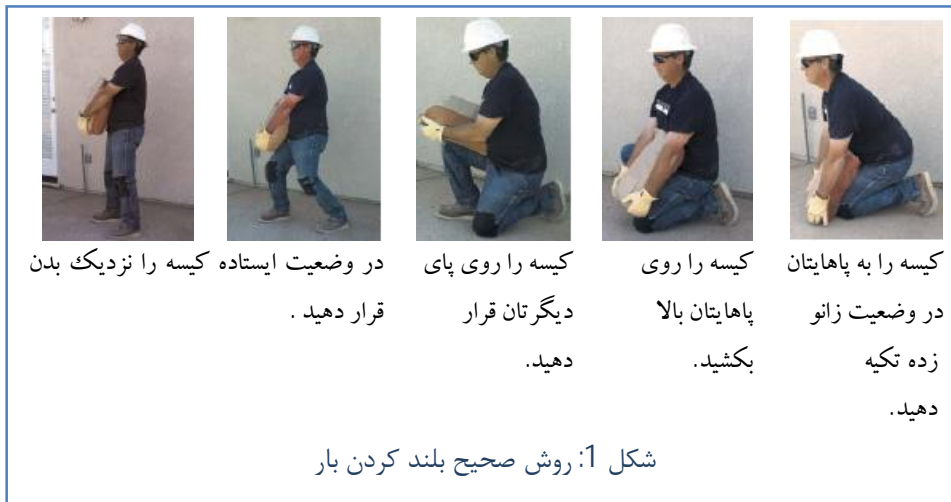 کیسه را به پاهایتان
در وضعیت زانو
زده تکیه
دهید.
کیسه را روی
پاهایتان بالا
بکشید.
کیسه را روی پای
دیگرتان قرار
دهید.
در وضعیت ایستاده کیسه را نزدیك بدن
قرار دهید .
شکل 1: روش صحیح بلند کردن بار